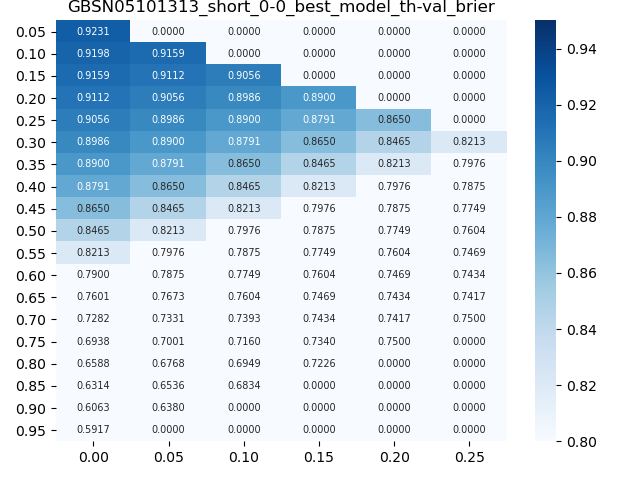 GBSN05101313_short_0-0_best_model_th-val_brier
0.05 0.9231 0.0000 0.0000 0.0000 0.0000 0.0000
0.10 0.9198 0.9159 0.0000 0.0000 0.0000 0.0000
0.15 0.9159 0.9112 0.9056 0.0000 0.0000 0.0000
0.20 0.9112 0.9056 0.8986 0.8900 0.0000 0.0000
0.25 0.9056 0.8986 0.8900 0.8791 0.8650 0.0000
0.30 0.8986 0.8900 0.8791 0.8650 0.8465 0.8213
0.35 0.8900 0.8791 0.8650 0.8465 0.8213 0.7976
0.40 0.8791 0.8650 0.8465 0.8213 0.7976 0.7875
0.45 0.8650 0.8465 0.8213 0.7976 0.7875 0.7749
0.50 0.8465 0.8213 0.7976 0.7875 0.7749 0.7604
0.55 0.8213 0.7976 0.7875 0.7749 0.7604 0.7469
0.60 0.7900 0.7875 0.7749 0.7604 0.7469 0.7434
0.65 0.7601 0.7673 0.7604 0.7469 0.7434 0.7417
0.70 0.7282 0.7331 0.7393 0.7434 0.7417 0.7500
0.75 0.6938 0.7001 0.7160 0.7340 0.7500 0.0000
0.80 0.6588 0.6768 0.6949 0.7226 0.0000 0.0000
0.85 0.6314 0.6536 0.6834 0.0000 0.0000 0.0000
0.90 0.6063 0.6380 0.0000 0.0000 0.0000 0.0000
0.95 0.5917 0.0000 0.0000 0.0000 0.0000 0.0000
0.00 0.05 0.10 0.15 0.20 0.25
0.94
0.92
0.90
0.88
0.86
0.84
0.82
0.80